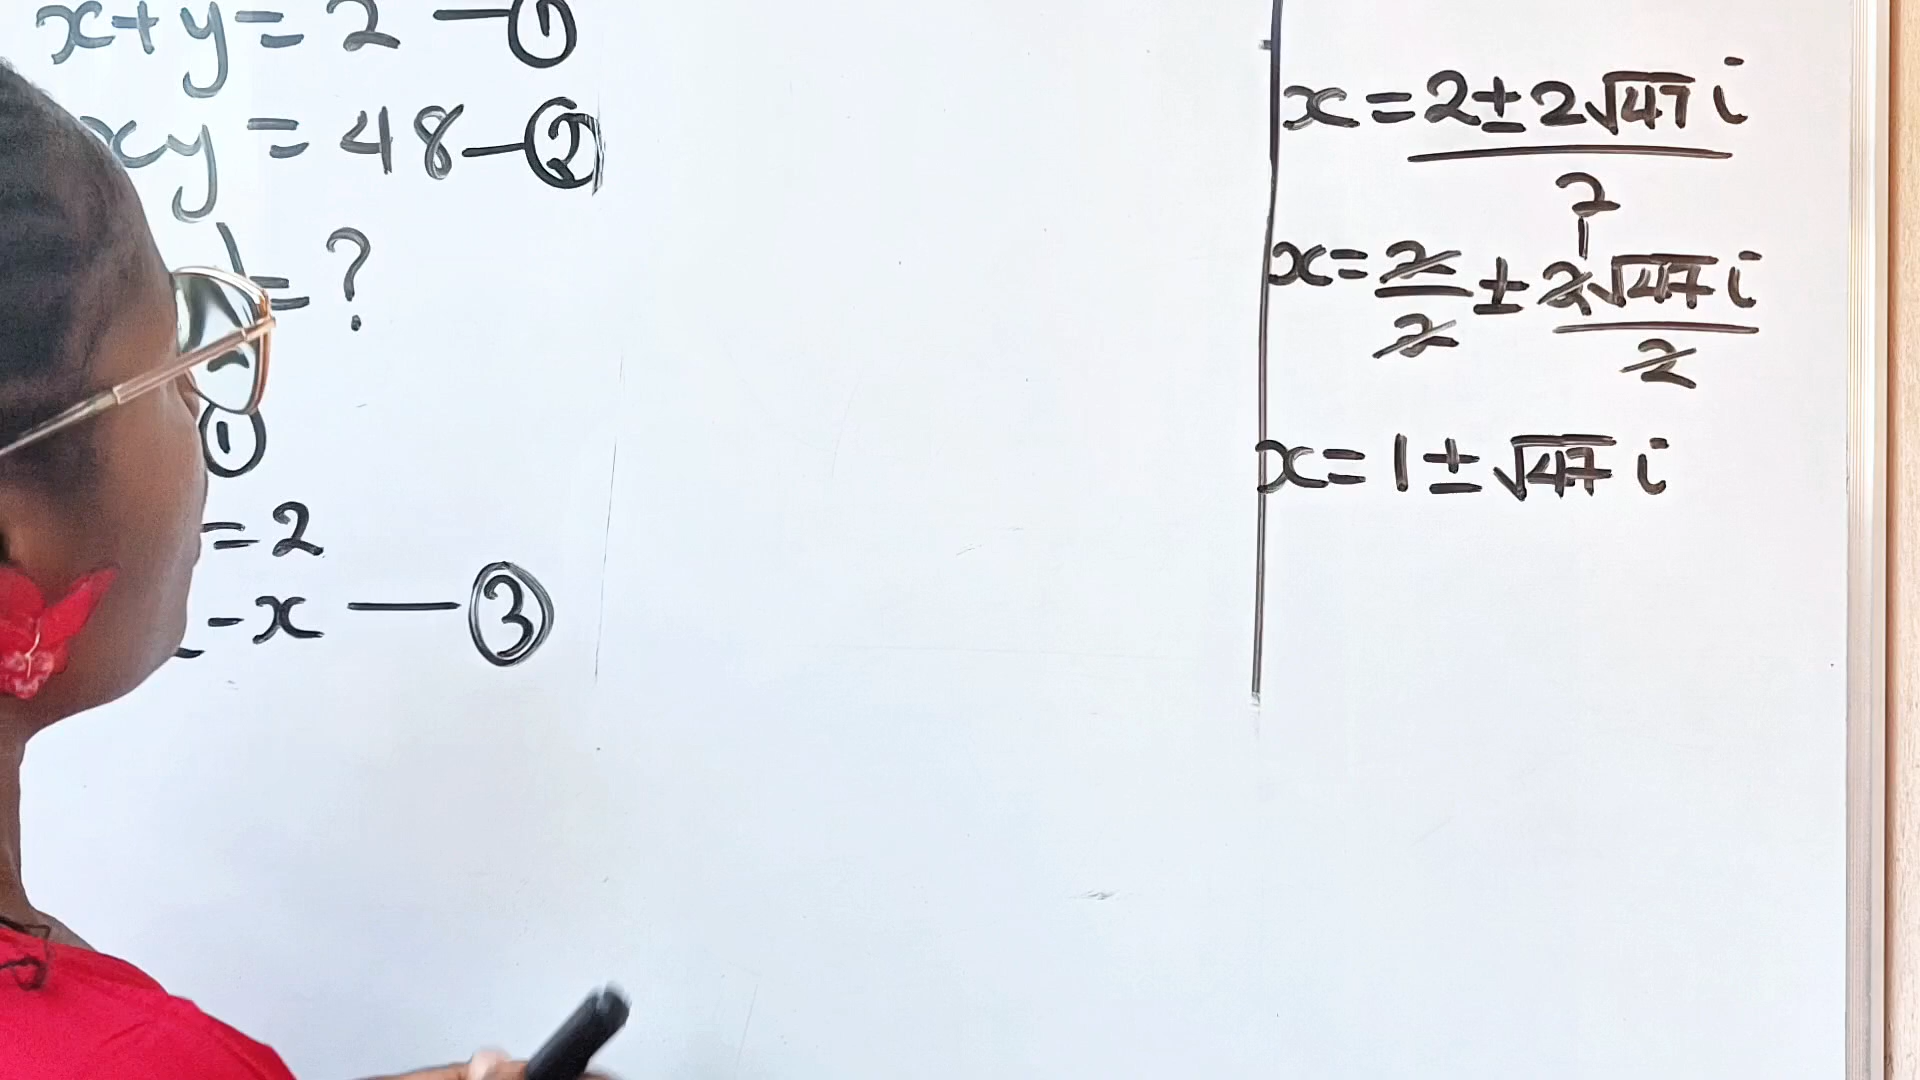 x+y=2 —①
xy=48—②
=?
①
=2
-x —③
x=2±2√47 i
2
x=2/2±2√47 i/2
x=1±√47 i